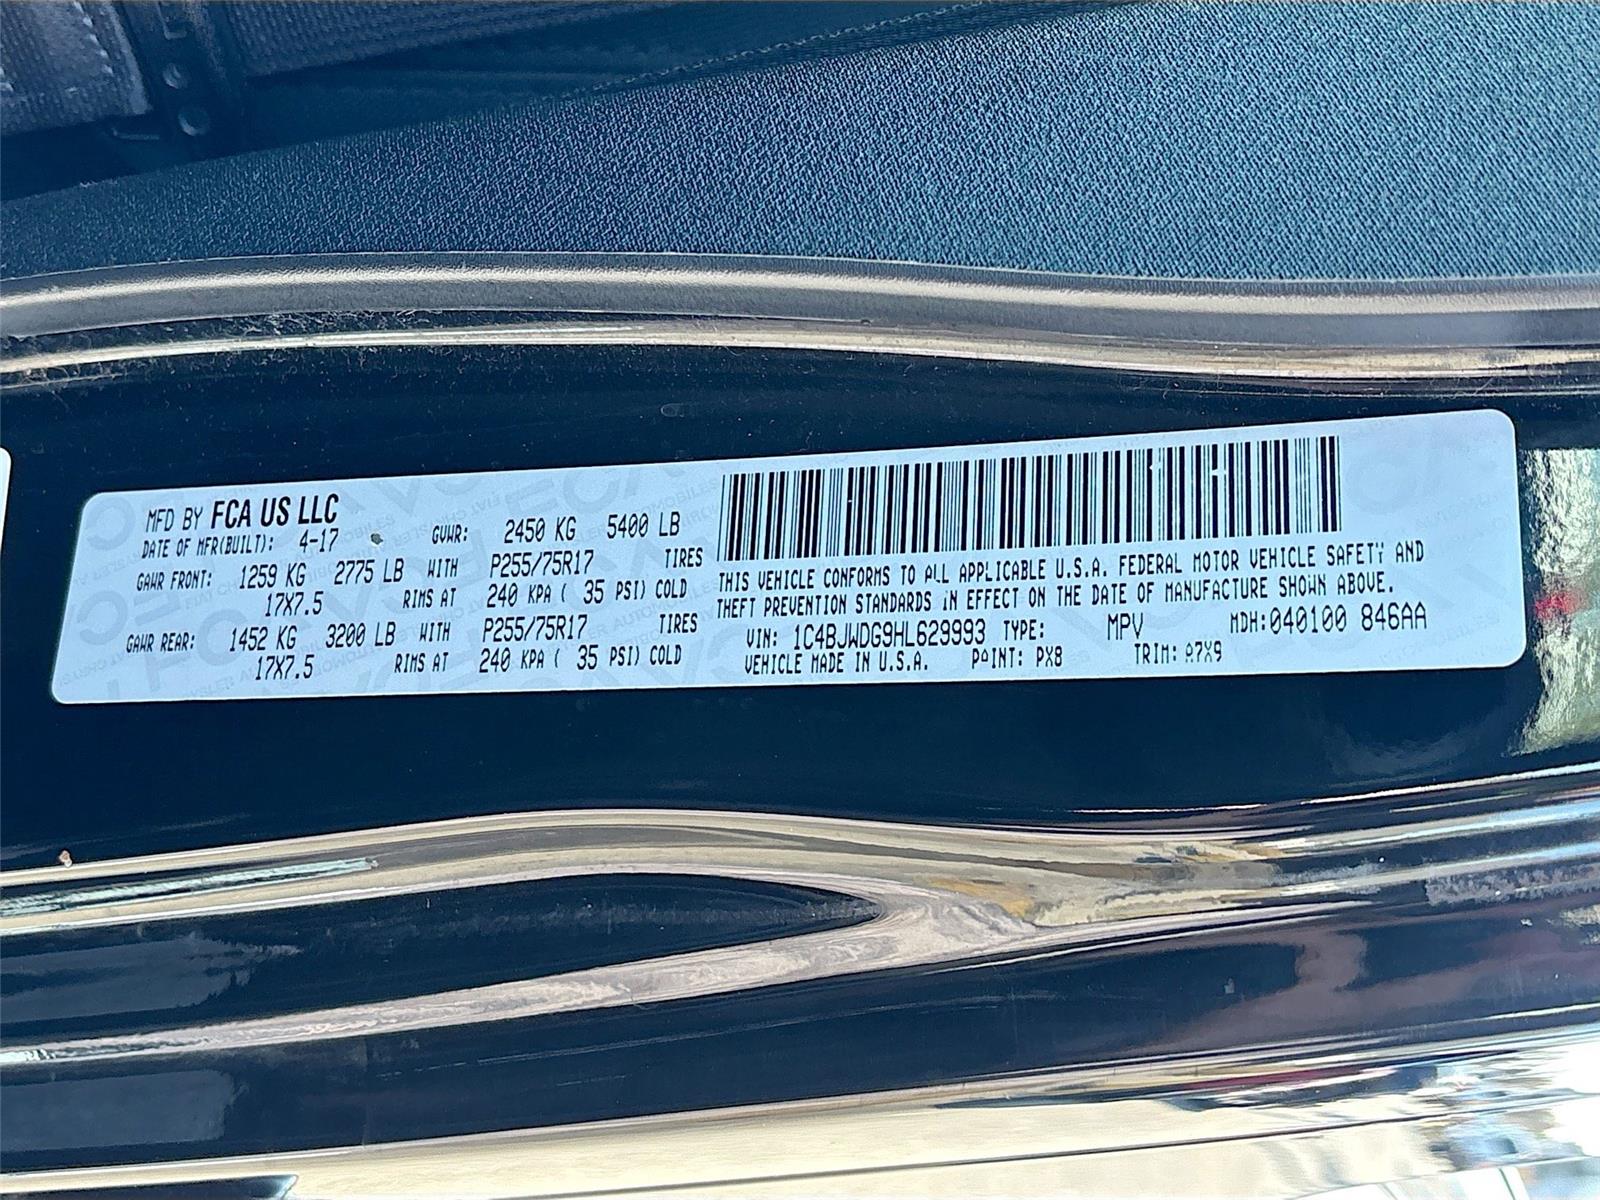 MFD BY FCA US LLC
DATE OF MFR(BUILT): 4-17 GVWR: 2450 KG 5400 LB
GAWR FRONT: 1259 KG 2775 LB WITH P255/75R17 TIRES
17X7.5 RIMS AT 240 KPA ( 35 PSI) COLD
GAWR REAR: 1452 KG 3200 LB WITH P255/75R17 TIRES
17X7.5 RIMS AT 240 KPA ( 35 PSI) COLD
THIS VEHICLE CONFORMS TO ALL APPLICABLE U.S.A. FEDERAL MOTOR VEHICLE SAFETY AND
THEFT PREVENTION STANDARDS IN EFFECT ON THE DATE OF MANUFACTURE SHOWN ABOVE.
VIN: 1C4BJWDG9HL629993 TYPE: MPV MDH:040100 846AA
VEHICLE MADE IN U.S.A. PAINT: PX8 TRIM: A7X9